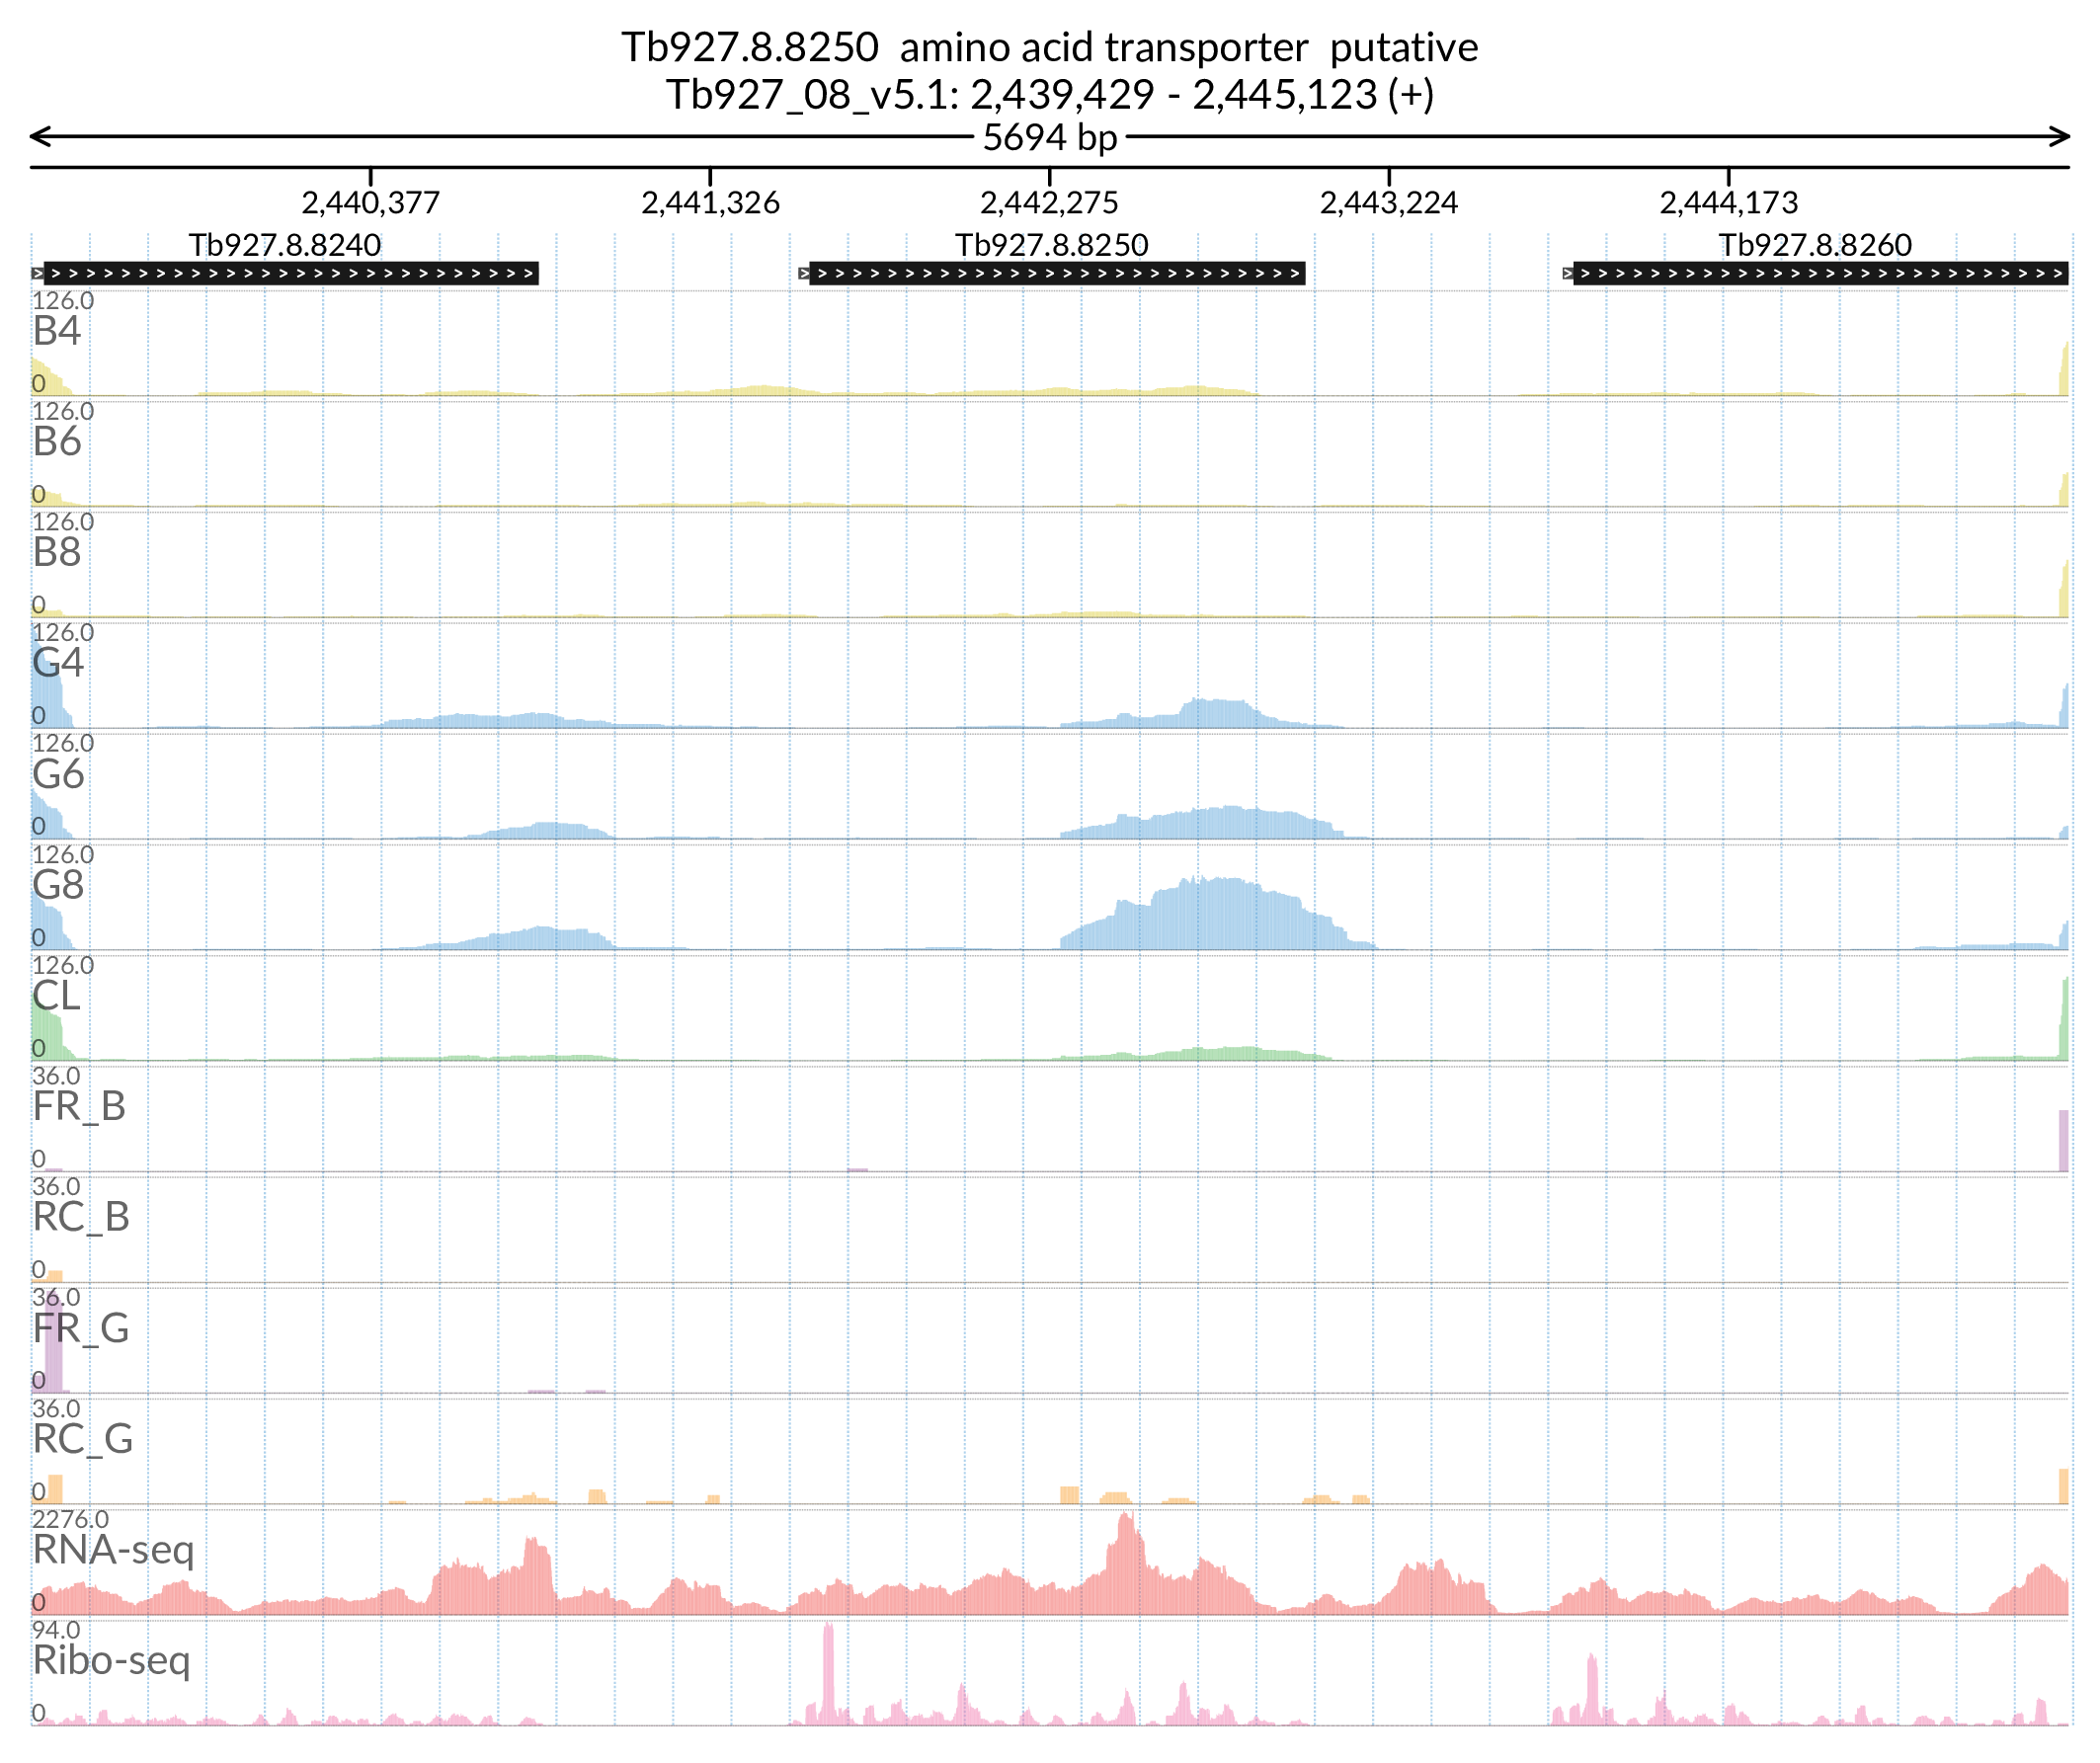 Tb927.8.8250 amino acid transporter putative
Tb927_08_v5.1: 2,439,429 - 2,445,123 (+)
5694 bp
2,440,377 2,441,326 2,442,275 2,443,224 2,444,173
Tb927.8.8240 Tb927.8.8250 Tb927.8.8260
126.0
B4
0
126.0
B6
0
126.0
B8
0
126.0
G4
0
126.0
G6
0
126.0
G8
0
126.0
CL
0
36.0
FR_B
0
36.0
RC_B
0
36.0
FR_G
0
36.0
RC_G
0
2276.0
RNA-seq
0
94.0
Ribo-seq
0